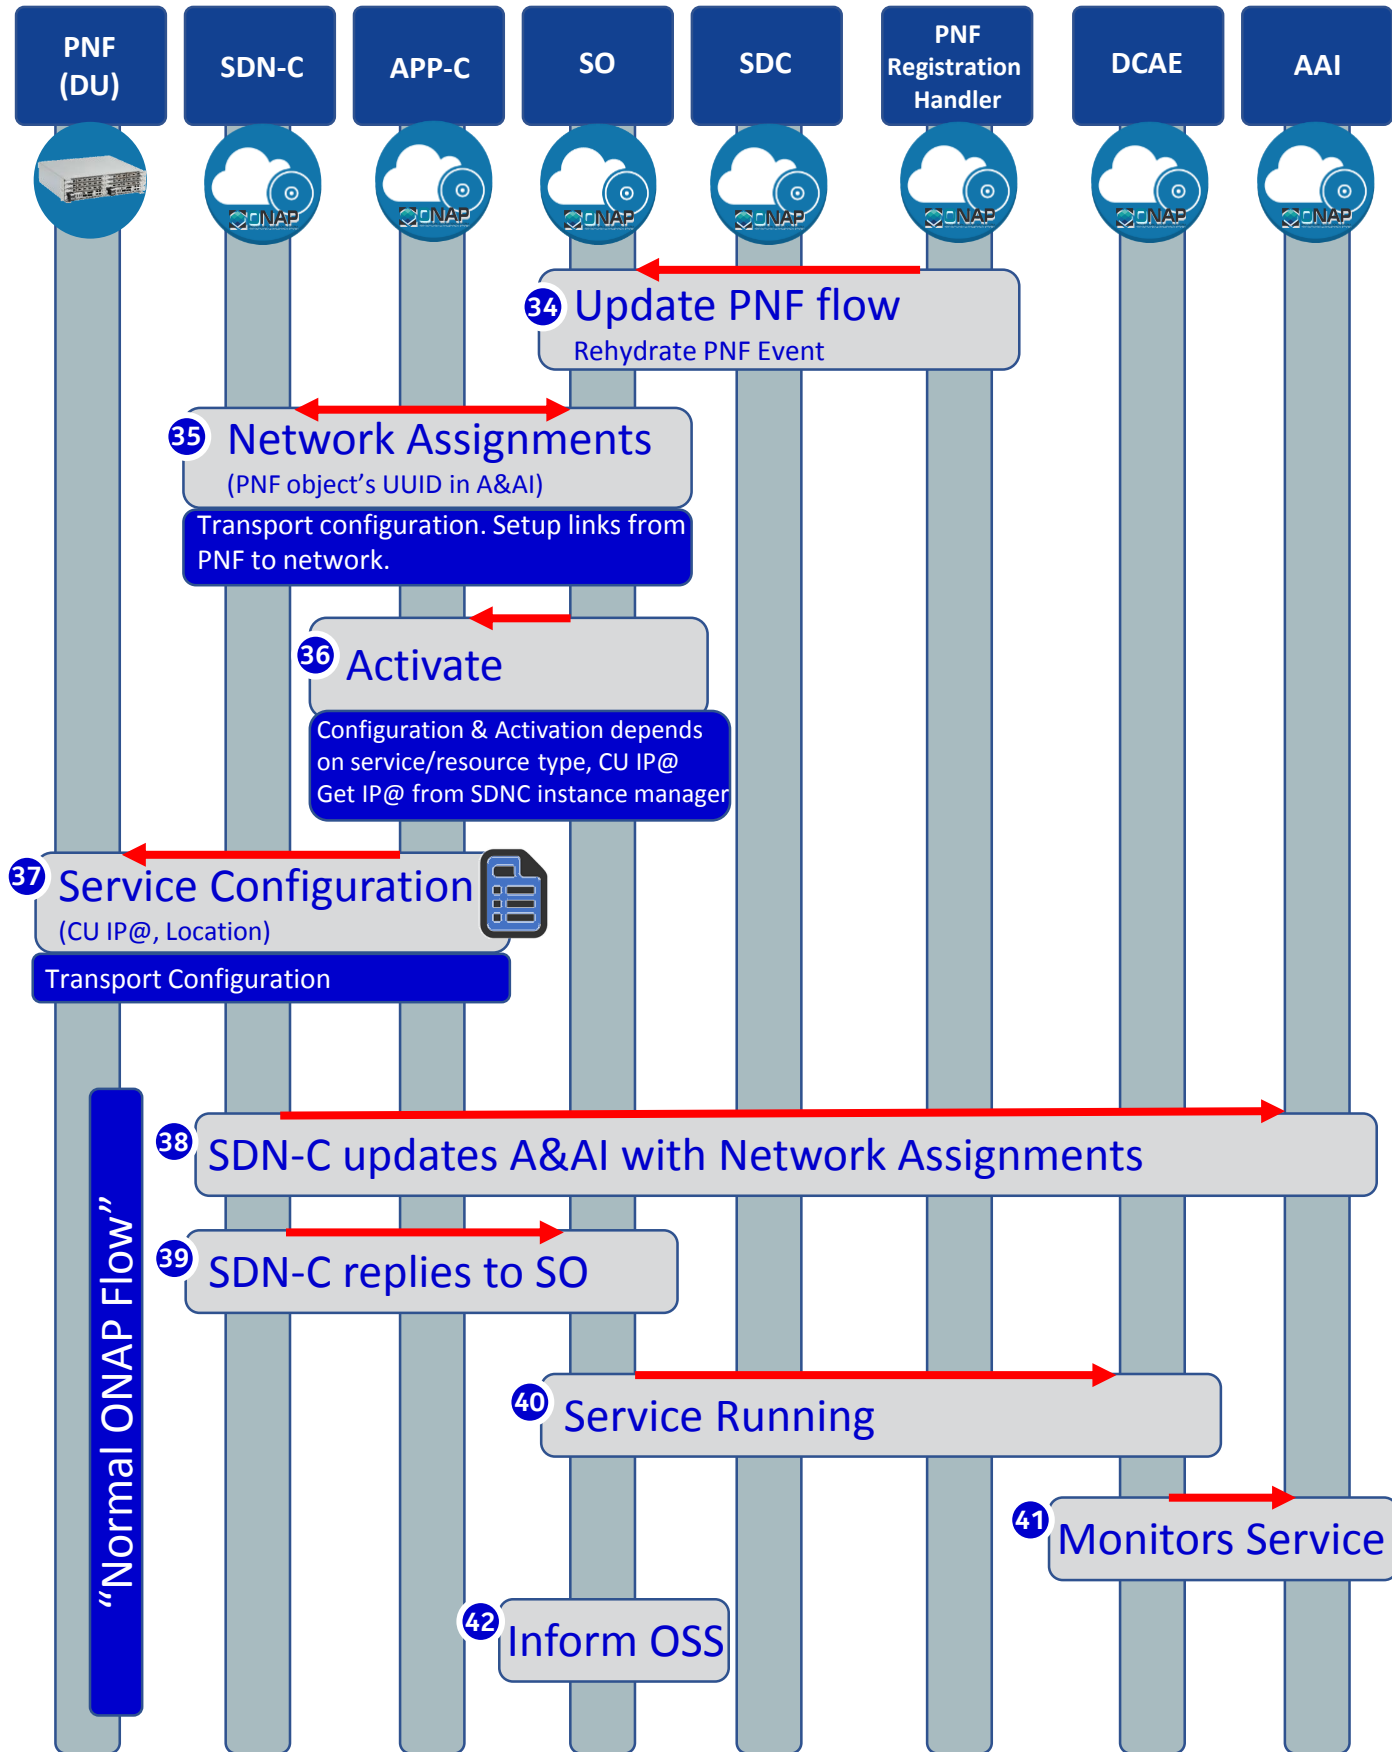 PNF
(DU)
SDN-C
APP-C
SO
SDC
PNF
Registration
Handler
DCAE
AAI
ONAP
ONAP
ONAP
ONAP
ONAP
ONAP
ONAP
34
Update PNF flow
Rehydrate PNF Event
35
Network Assignments
(PNF object’s UUID in A&AI)
Transport configuration. Setup links from
PNF to network.
36
Activate
Configuration & Activation depends
on service/resource type, CU IP@
Get IP@ from SDNC instance manager
37
Service Configuration
(CU IP@, Location)
Transport Configuration
“Normal ONAP Flow”
38
SDN-C updates A&AI with Network Assignments
39
SDN-C replies to SO
40
Service Running
41
Monitors Service
42
Inform OSS